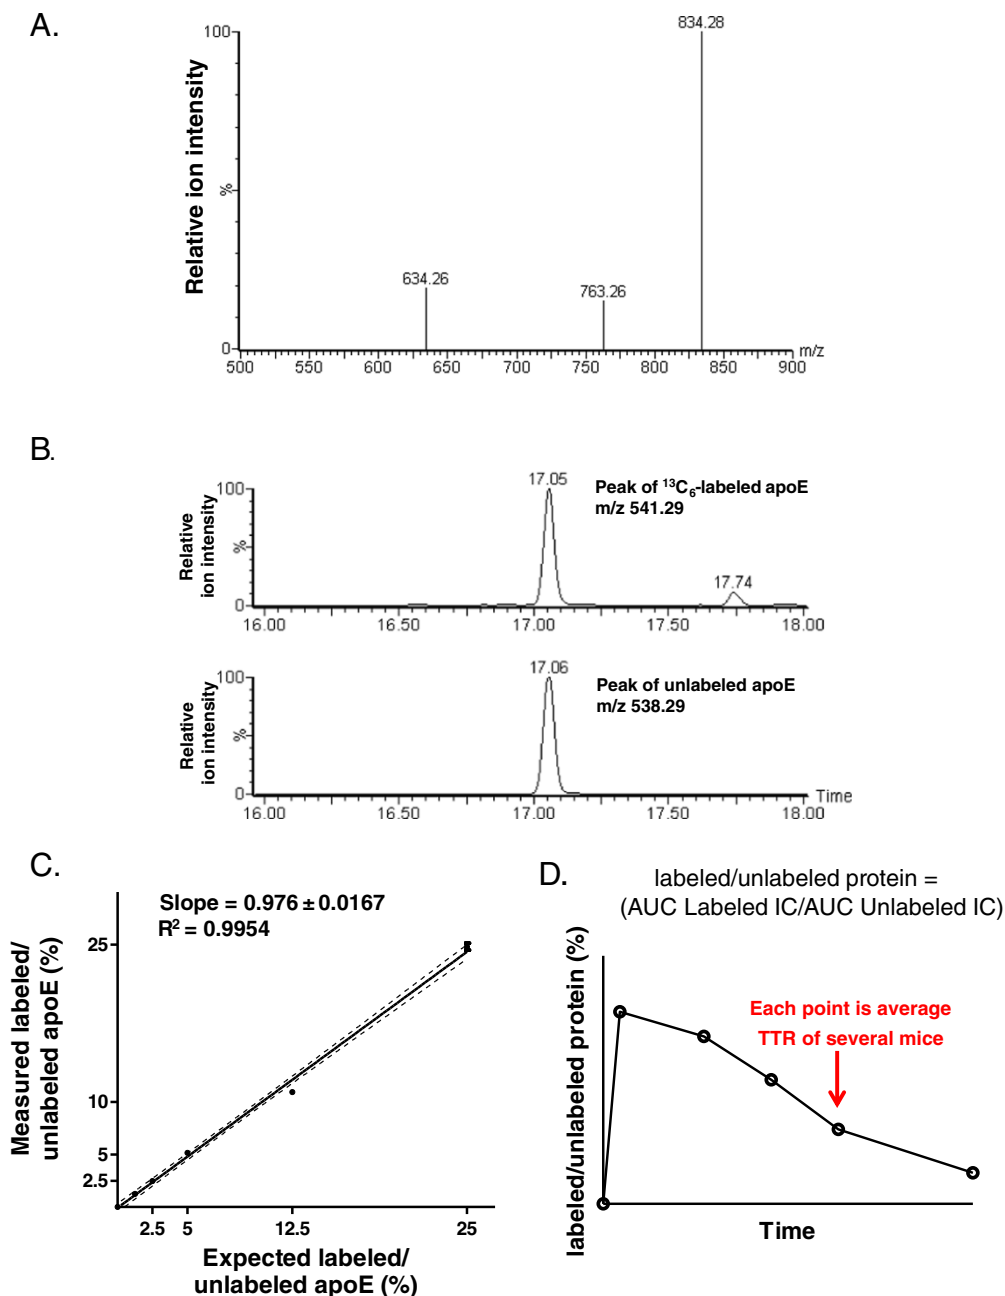 A.
834.28
100
Relative ion intensity
%
634.26
763.26
0
500 550 600 650 700 750 800 850 900
m/z
B.
17.05
100
Peak of ¹³C₆-labeled apoE
m/z 541.29
Relative
ion intensity
%
17.74
0
16.00 16.50 17.00 17.50 18.00
17.06
100
Peak of unlabeled apoE
m/z 538.29
Relative
ion intensity
%
0
Time
16.00 16.50 17.00 17.50 18.00
C.
Slope = 0.976 ± 0.0167
R² = 0.9954
Measured labeled/
unlabeled apoE (%)
25
10
5
2.5
2.5 5 12.5 25
Expected labeled/
unlabeled apoE (%)
D.
labeled/unlabeled protein =
(AUC Labeled IC/AUC Unlabeled IC)
labeled/unlabeled protein (%)
Each point is average
TTR of several mice
Time